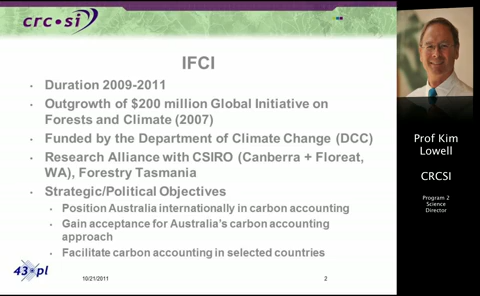 crc•si
IFCI
• Duration 2009-2011
• Outgrowth of $200 million Global Initiative on
Forests and Climate (2007)
• Funded by the Department of Climate Change (DCC)
• Research Alliance with CSIRO (Canberra + Floreat,
WA), Forestry Tasmania
• Strategic/Political Objectives
• Position Australia internationally in carbon accounting
• Gain acceptance for Australia's carbon accounting
approach
• Facilitate carbon accounting in selected countries
43 pl
10/21/2011
2
Prof Kim
Lowell
CRCSI
Program 2
Science
Director